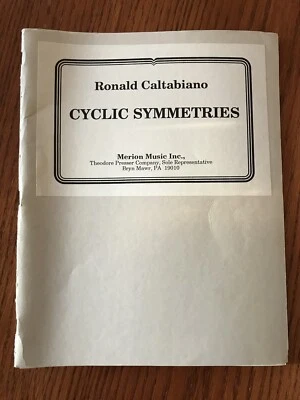 Ronald Caltabiano
CYCLIC SYMMETRIES
Merion Music Inc.,
Theodore Presser Company, Sole Representative
Bryn Mawr, PA 19010